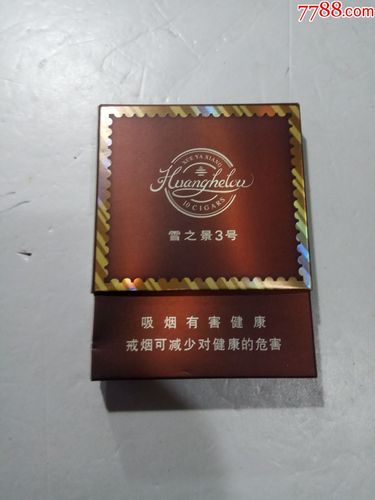 7788.com
XUE YA XIANG
Huanghelou
10 CIGARS
雪之景3号
吸烟有害健康
戒烟可减少对健康的危害